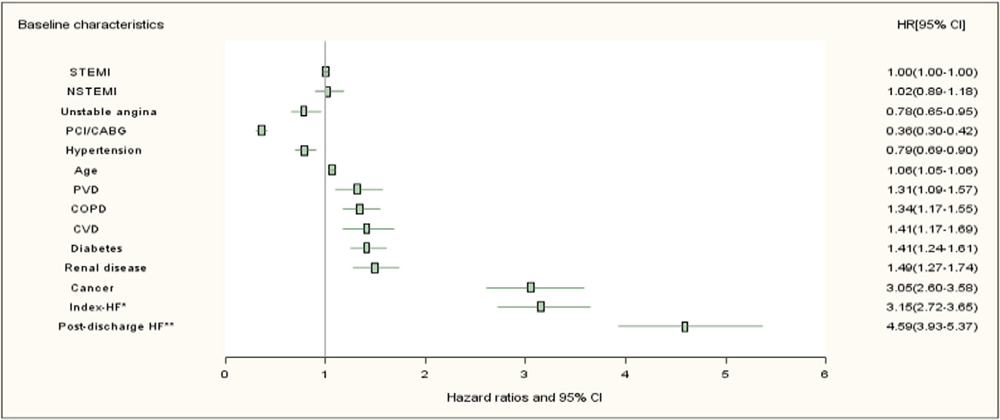 Baseline characteristics HR[95% CI]
STEMI 1.00(1.00-1.00)
NSTEMI 1.02(0.89-1.18)
Unstable angina 0.78(0.65-0.95)
PCI/CABG 0.36(0.30-0.42)
Hypertension 0.79(0.69-0.90)
Age 1.06(1.05-1.06)
PVD 1.31(1.09-1.57)
COPD 1.34(1.17-1.55)
CVD 1.41(1.17-1.69)
Diabetes 1.41(1.24-1.61)
Renal disease 1.49(1.27-1.74)
Cancer 3.05(2.60-3.58)
Index-HF* 3.15(2.72-3.65)
Post-discharge HF** 4.59(3.93-5.37)
0 1 2 3 4 5 6
Hazard ratios and 95% CI